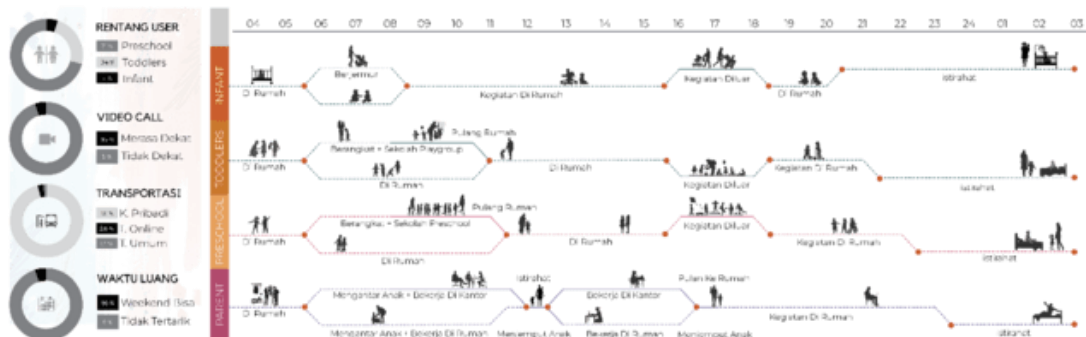 RENTANG USER
Preschool
Toddlers
Infant
VIDEO CALL
Merasa Dekat
Tidak Dekat
TRANSPORTASI
K. Pribadi
T. Umum
WAKTU LUANG
Weekend Bisa
Tidak Tertarik
04 05 06 07 08 09 10 11 12 13 14 15 16 17 18 19 20 21 22 23 24 01 02 03
INFANT
Di Rumah
Berjemur
Kegiatan Di Rumah
Kegiatan Diluar
Di Rumah
Istirahat
TODDLERS
Di Rumah
Berangkat + Sekolah Playgroup
Pulang Rumah
Di Rumah
Di Rumah
Kegiatan Diluar
Kegiatan Di Rumah
Istirahat
PRESCHOOL
Di Rumah
Berangkat + Sekolah Preschool
Pulang Rumah
Di Rumah
Di Rumah
Kegiatan Diluar
Kegiatan Di Rumah
Istirahat
PARENT
Di Rumah
Mengantar Anak + Bekerja Di Kantor
Mengantar Anak + Bekerja Di Rumah
Istirahat
Menjemput Anak
Bekerja Di Kantor
Bekerja Di Rumah
Pulan Ke Rumah
Menjemput Anak
Kegiatan Di Rumah
Istirahat